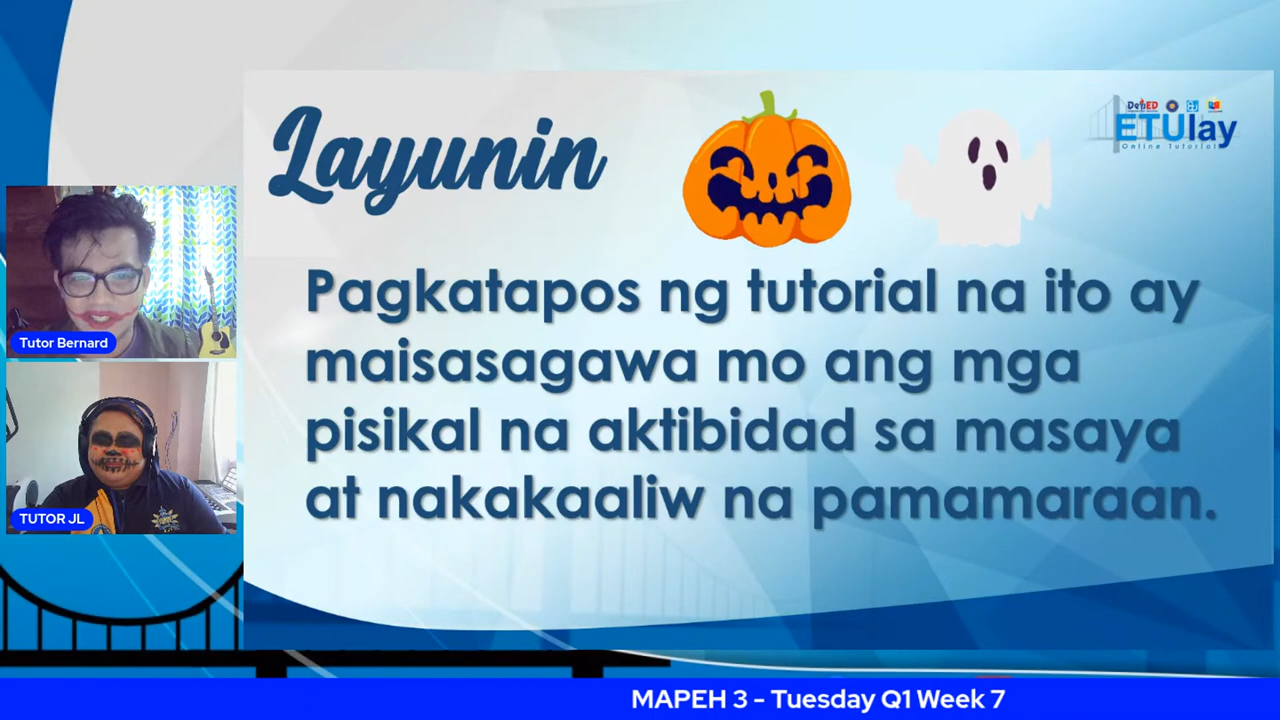 Layunin
DepED
ETUlay
Online Tutorial
Pagkatapos ng tutorial na ito ay
maisasagawa mo ang mga
pisikal na aktibidad sa masaya
at nakakaaliw na pamamaraan.
Tutor Bernard
TUTOR JL
MAPEH 3 - Tuesday Q1 Week 7